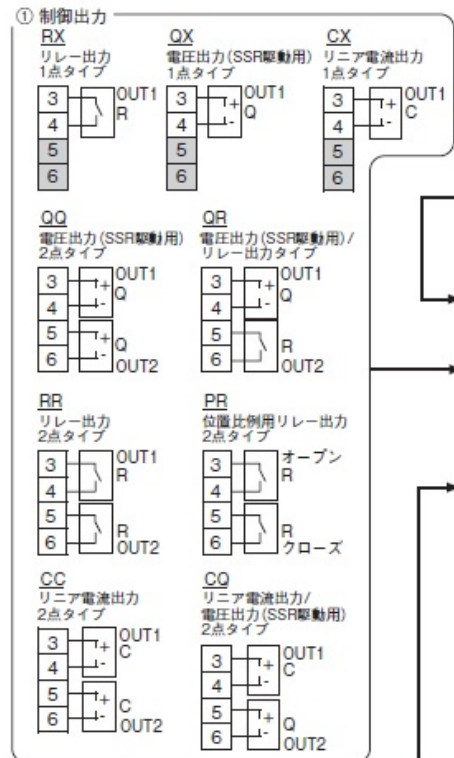 ① 制御出力
RX
リレー出力
1点タイプ
3
4
5
6
OUT1
R
QX
電圧出力(SSR駆動用)
1点タイプ
3
4
5
6
+
-
OUT1
Q
CX
リニア電流出力
1点タイプ
3
4
5
6
+
-
OUT1
C
QQ
電圧出力(SSR駆動用)
2点タイプ
3
4
5
6
+
-
OUT1
Q
+
-
Q
OUT2
QR
電圧出力(SSR駆動用)/
リレー出力タイプ
3
4
5
6
+
-
OUT1
Q
R
OUT2
RR
リレー出力
2点タイプ
3
4
5
6
OUT1
R
R
OUT2
PR
位置比例用リレー出力
2点タイプ
3
4
5
6
オープン
R
R
クローズ
CC
リニア電流出力
2点タイプ
3
4
5
6
+
-
OUT1
C
+
-
C
OUT2
CQ
リニア電流出力/
電圧出力(SSR駆動用)
2点タイプ
3
4
5
6
+
-
OUT1
C
+
-
Q
OUT2